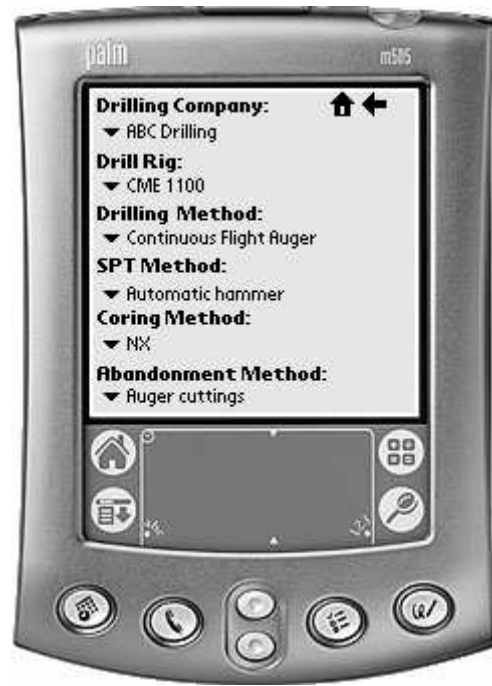 palm
m505
Drilling Company:
ABC Drilling
Drill Rig:
CME 1100
Drilling Method:
Continuous Flight Auger
SPT Method:
Automatic hammer
Coring Method:
NX
Abandonment Method:
Auger cuttings